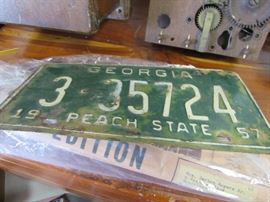 GEORGIA
3-35724
19 PEACH STATE 57
EDITION